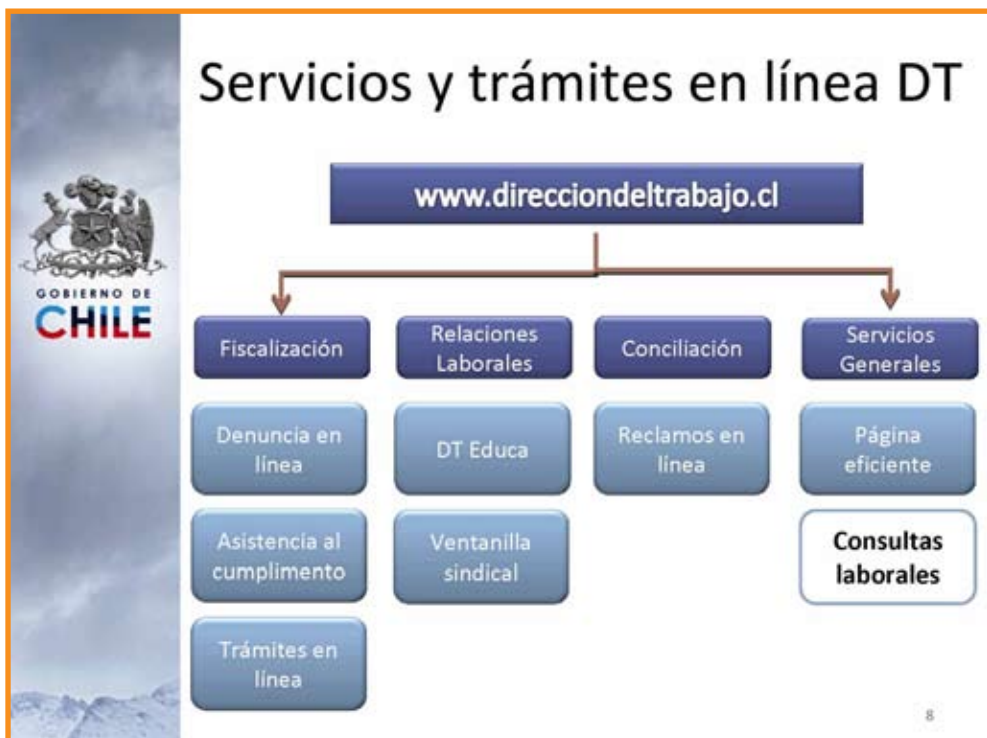 Servicios y trámites en línea DT
www.direcciondeltrabajo.cl
GOBIERNO DE
CHILE
Fiscalización
Relaciones
Laborales
Conciliación
Servicios
Generales
Denuncia en
línea
DT Educa
Reclamos en
línea
Página
eficiente
Asistencia al
cumplimento
Ventanilla
sindical
Consultas
laborales
Trámites en
línea
8